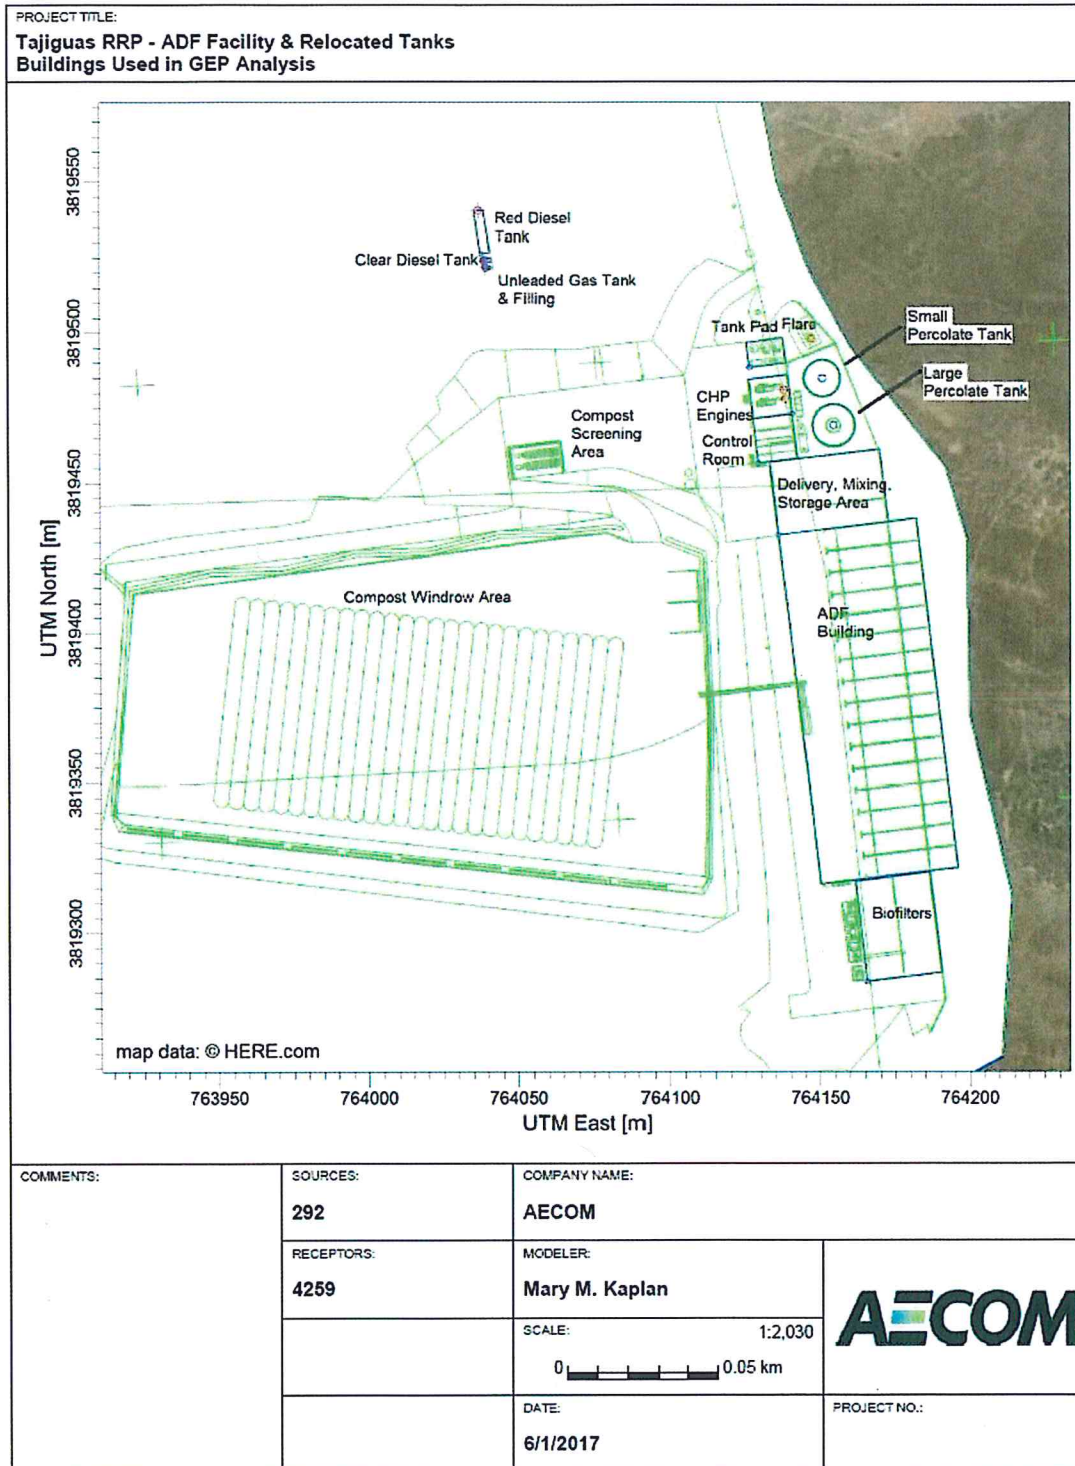 PROJECT TITLE:
Tajiguas RRP - ADF Facility & Relocated Tanks
Buildings Used in GEP Analysis
UTM North [m]
3819550
3819500
3819450
3819400
3819350
3819300
Red Diesel
Tank
Clear Diesel Tank
Unleaded Gas Tank
& Filling
Tank Pad
Flare
Small
Percolate Tank
Large
Percolate Tank
CHP
Engines
Compost
Screening
Area
Control
Room
Delivery, Mixing,
Storage Area
Compost Windrow Area
ADF
Building
Biofilters
map data: © HERE.com
763950
764000
764050
764100
764150
764200
UTM East [m]
COMMENTS:
SOURCES:
292
COMPANY NAME:
AECOM
RECEPTORS:
4259
MODELER:
Mary M. Kaplan
SCALE:
1:2,030
0
0.05 km
AECOM
DATE:
6/1/2017
PROJECT NO.: